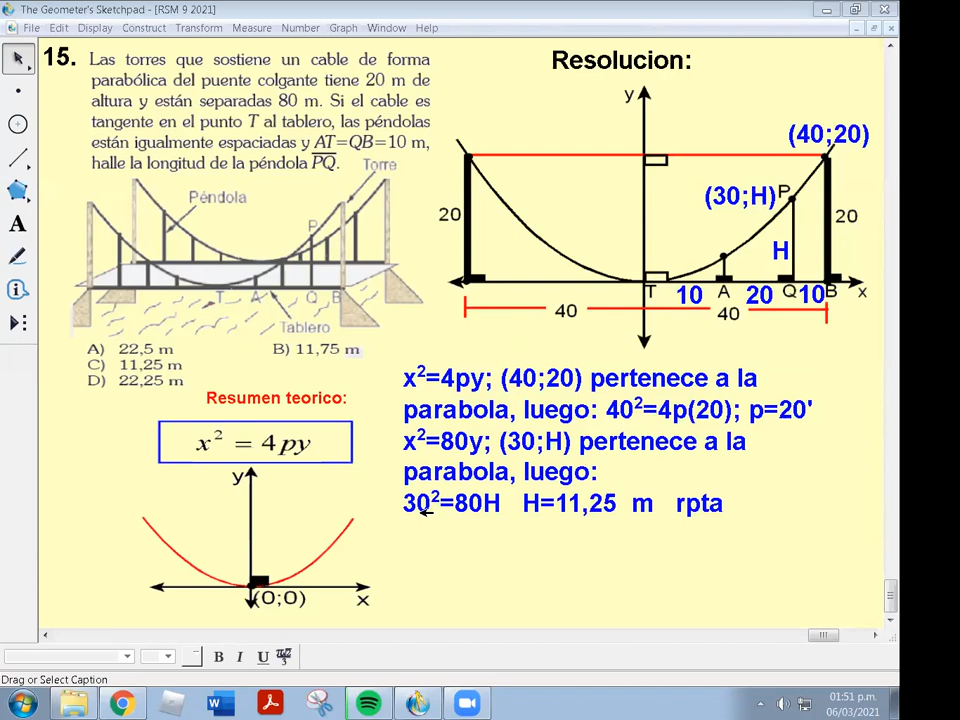 The Geometer's Sketchpad - [RSM 9 2021]
File Edit Display Construct Transform Measure Number Graph Window Help
15. Las torres que sostiene un cable de forma
parabólica del puente colgante tiene 20 m de
altura y están separadas 80 m. Si el cable es
tangente en el punto T al tablero, las péndolas
están igualmente espaciadas y AT=QB=10 m,
halle la longitud de la péndola PQ.
Torre
Péndola
P
T A Q B
Tablero
A) 22,5 m B) 11,75 m
C) 11,25 m
D) 22,25 m
Resumen teorico:
x² = 4py
y
(0;0) x
Resolucion:
y
(40;20)
(30;H) P
20 20
H
T 10 A 20 Q 10 B x
40 40
x²=4py; (40;20) pertenece a la
parabola, luego: 40²=4p(20); p=20'
x²=80y; (30;H) pertenece a la
parabola, luego:
30²=80H H=11,25 m rpta
B I U
Drag or Select Caption
01:51 p.m.
06/03/2021